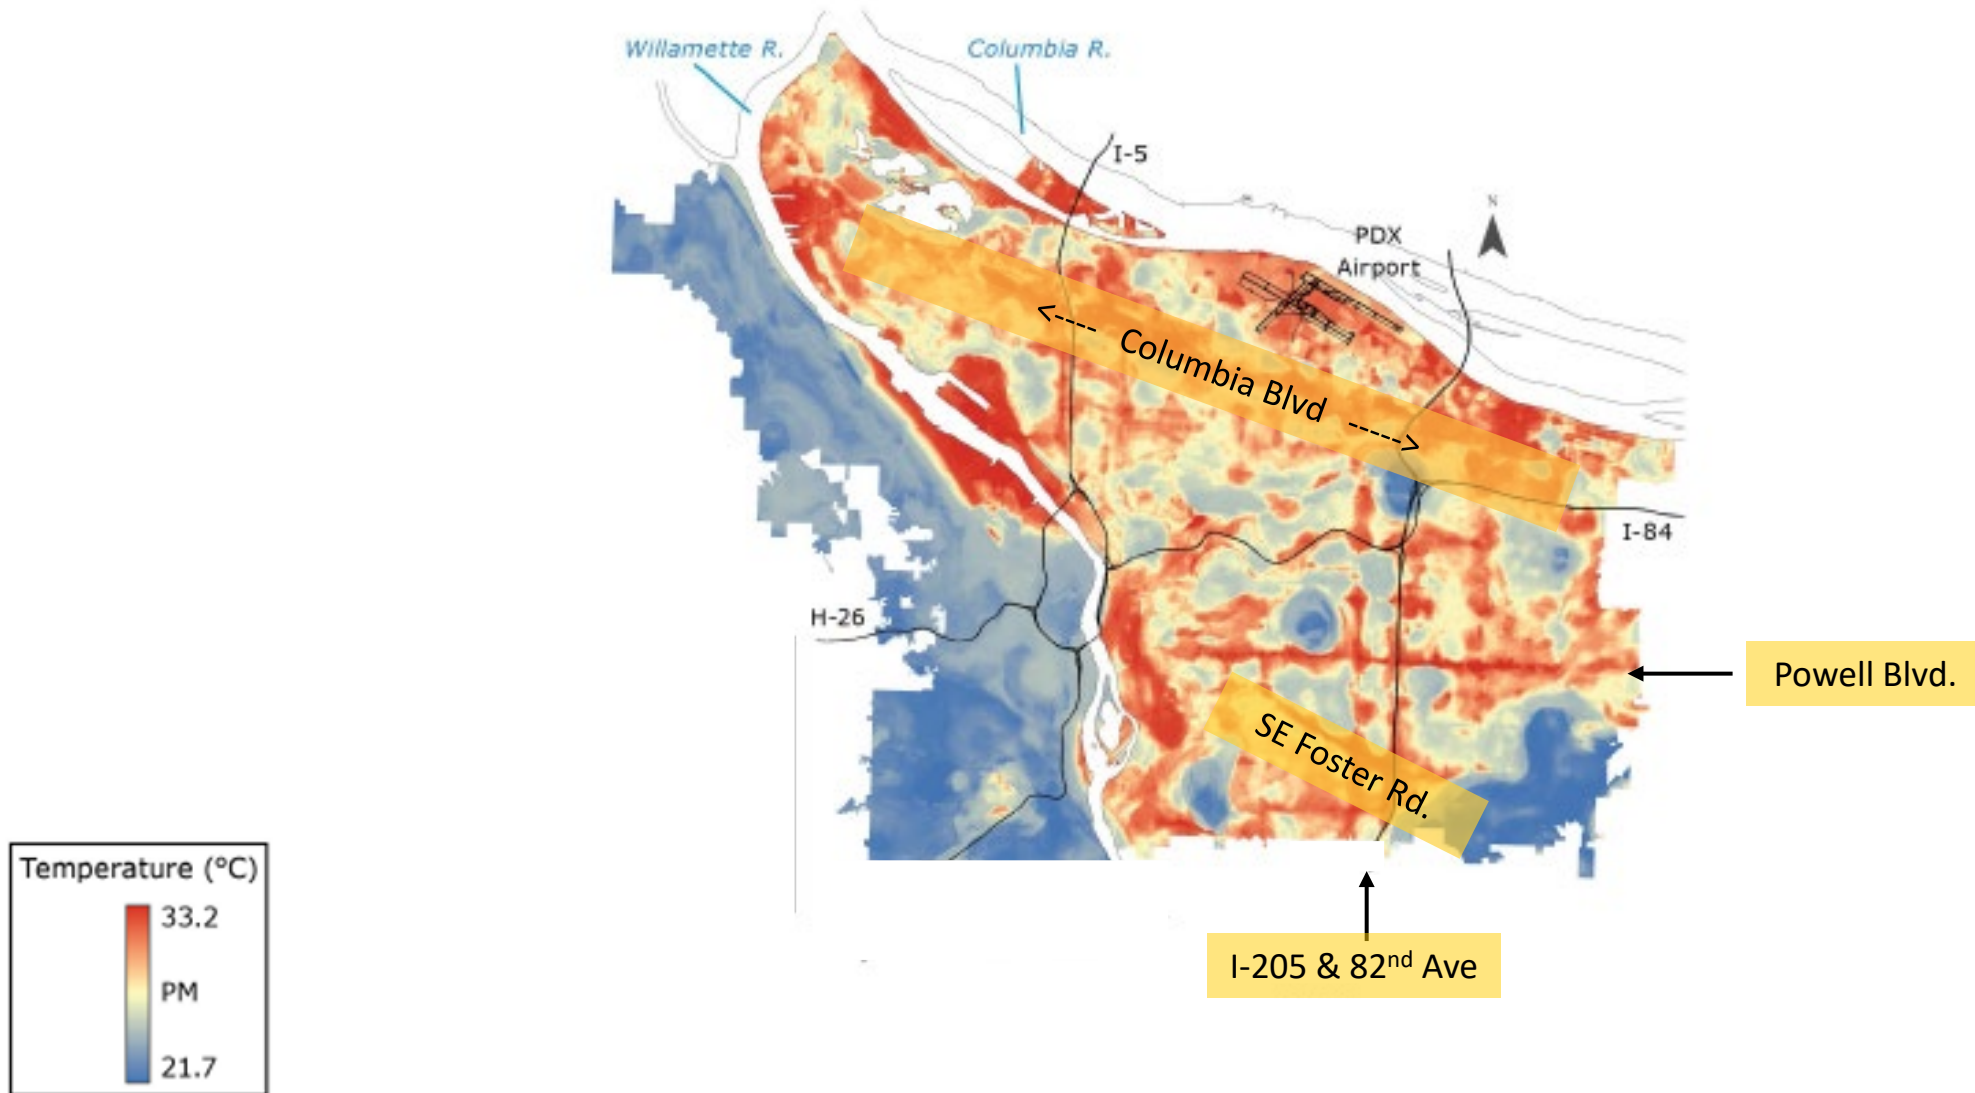 Willamette R.
Columbia R.
I-5
N
PDX
Airport
Columbia Blvd
I-84
H-26
Powell Blvd.
SE Foster Rd.
Temperature (°C)
33.2
PM
21.7
I-205 & 82nd Ave